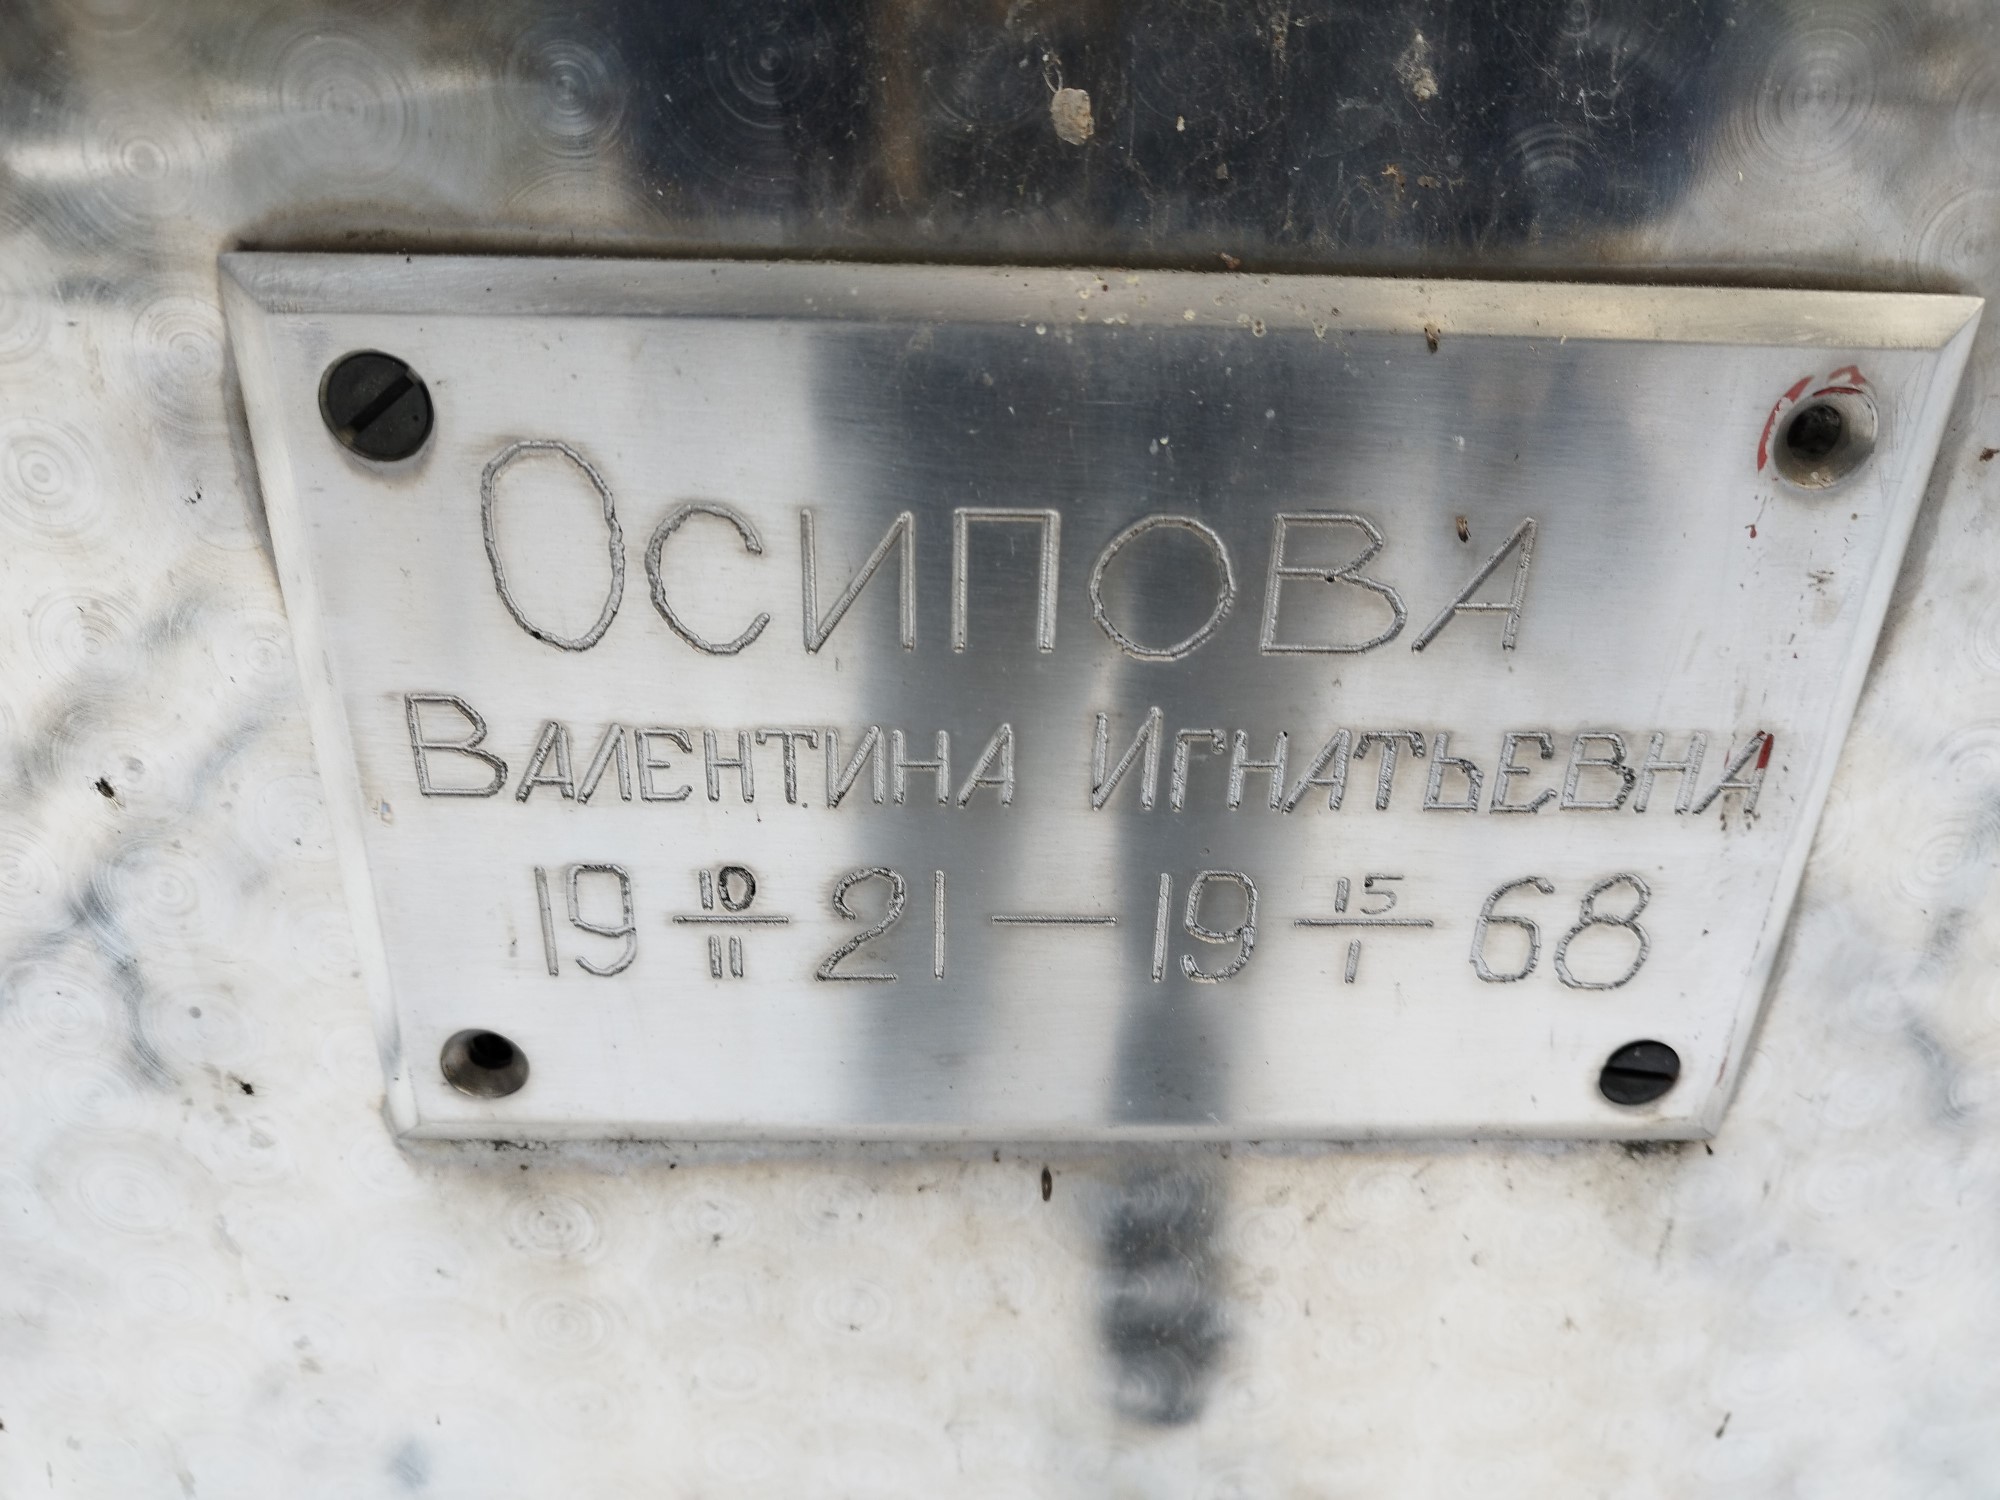 Осипова
Валентина Игнатьевна
19 10/11 21 — 19 15/1 68